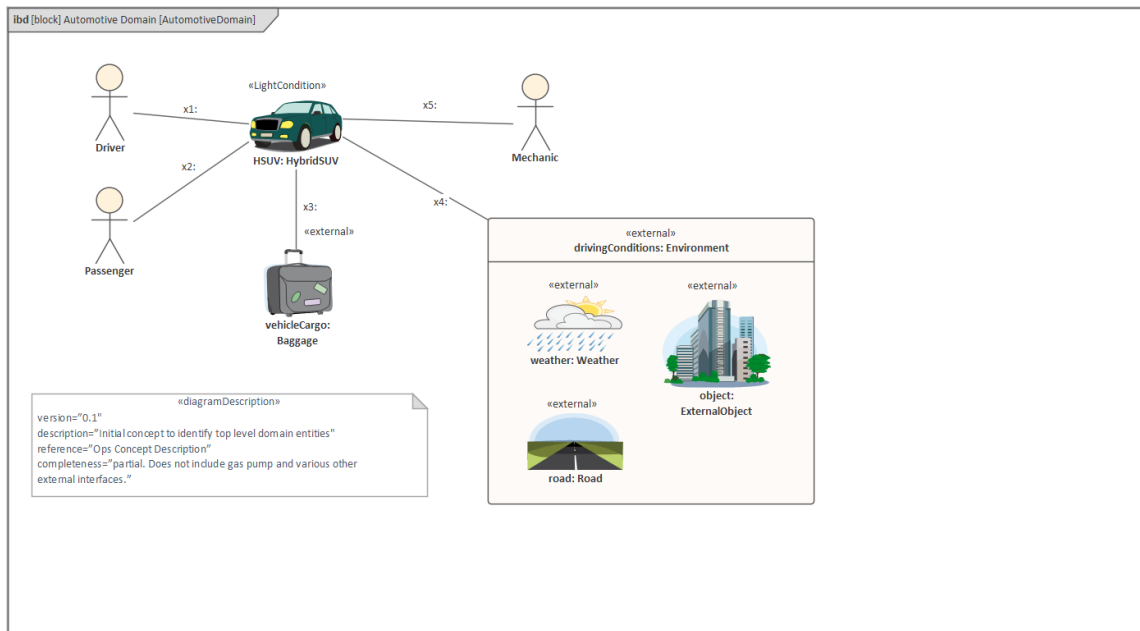 ibd [block] Automotive Domain [AutomotiveDomain]
«LightCondition»
x1:
x5:
Driver
HSUV: HybridSUV
Mechanic
x2:
x3:
x4:
«external»
Passenger
vehicleCargo:
Baggage
«external»
drivingConditions: Environment
«external»
weather: Weather
«external»
object:
ExternalObject
«external»
road: Road
«diagramDescription»
version="0.1"
description="Initial concept to identify top level domain entities"
reference="Ops Concept Description"
completeness="partial. Does not include gas pump and various other
external interfaces."